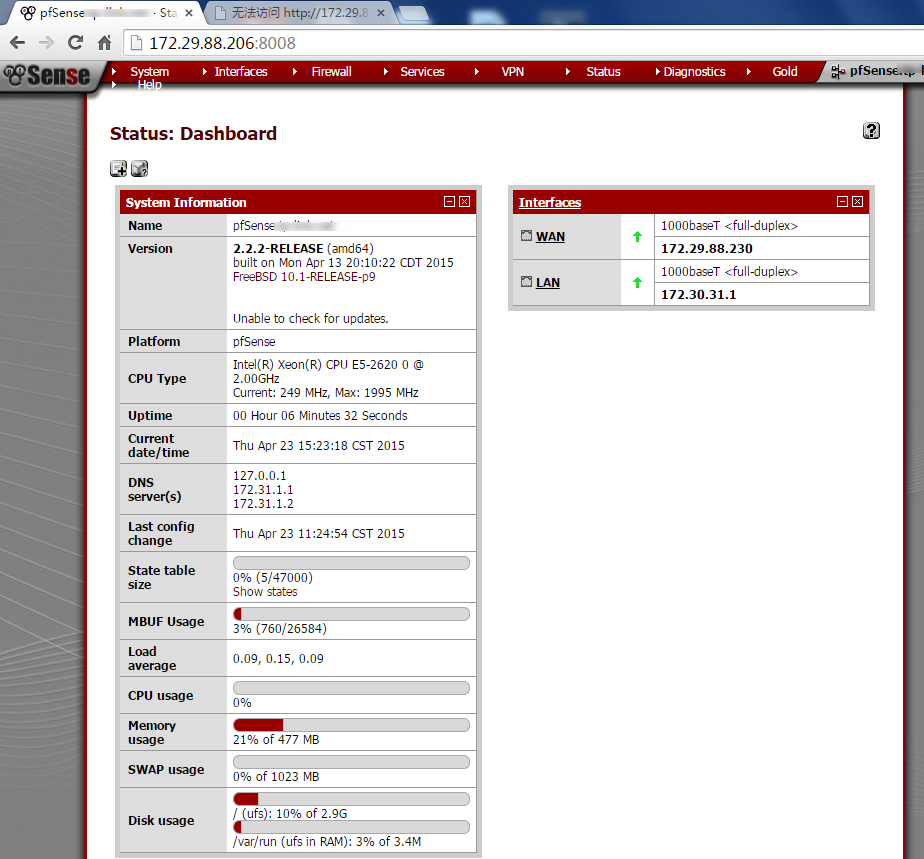 pfSense · Sta
无法访问 http://172.29.8
172.29.88.206:8008
Sense
System
Interfaces
Firewall
Services
VPN
Status
Diagnostics
Gold
Help
pfSense.
Status: Dashboard
System Information
Name pfSense
Version 2.2.2-RELEASE (amd64)
built on Mon Apr 13 20:10:22 CDT 2015
FreeBSD 10.1-RELEASE-p9
Unable to check for updates.
Platform pfSense
CPU Type Intel(R) Xeon(R) CPU E5-2620 0 @
2.00GHz
Current: 249 MHz, Max: 1995 MHz
Uptime 00 Hour 06 Minutes 32 Seconds
Current
date/time
Thu Apr 23 15:23:18 CST 2015
DNS
server(s)
127.0.0.1
172.31.1.1
172.31.1.2
Last config
change
Thu Apr 23 11:24:54 CST 2015
State table
size
0% (5/47000)
Show states
MBUF Usage
3% (760/26584)
Load
average
0.09, 0.15, 0.09
CPU usage
0%
Memory
usage
21% of 477 MB
SWAP usage
0% of 1023 MB
Disk usage
/ (ufs): 10% of 2.9G
/var/run (ufs in RAM): 3% of 3.4M
Interfaces
WAN
1000baseT <full-duplex>
172.29.88.230
LAN
1000baseT <full-duplex>
172.30.31.1